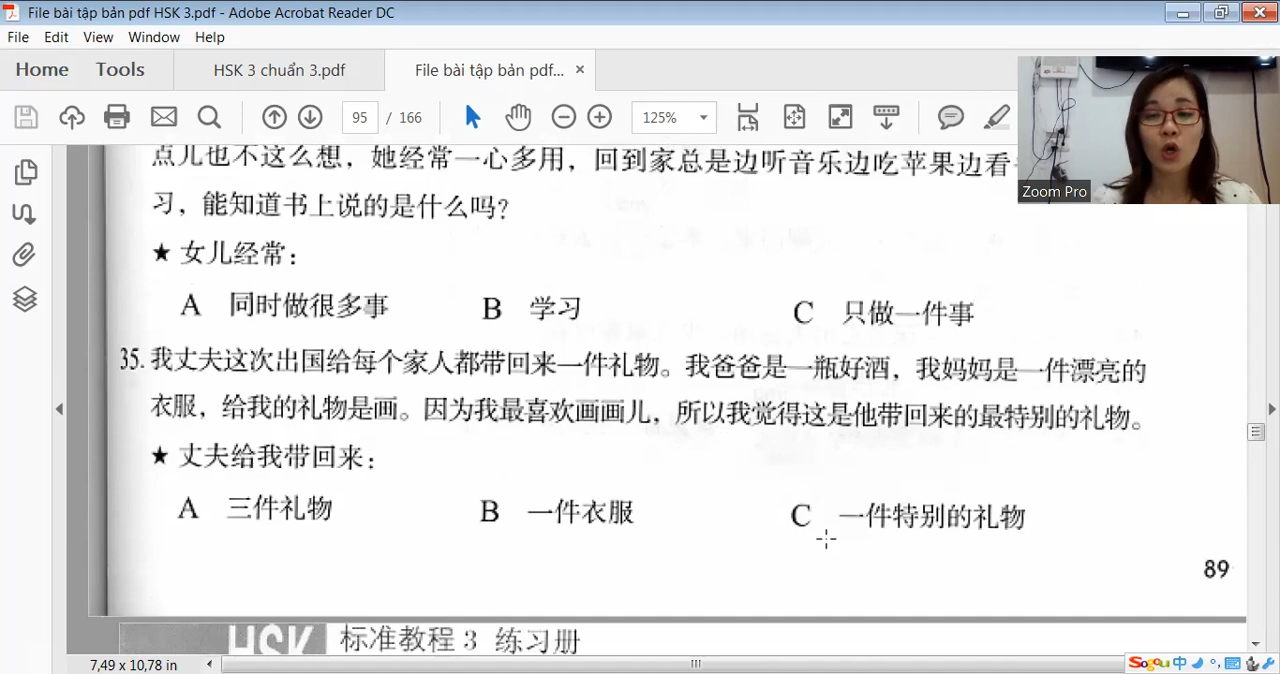 File bài tập bản pdf HSK 3.pdf - Adobe Acrobat Reader DC
File Edit View Window Help
Home Tools HSK 3 chuẩn 3.pdf File bài tập bản pdf... ×
95 / 166 125%
Zoom Pro
点儿也不这么想，她经常一心多用，回到家总是边听音乐边吃苹果边看
习，能知道书上说的是什么吗？
★ 女儿经常：
A 同时做很多事 B 学习 C 只做一件事
35. 我丈夫这次出国给每个家人都带回来一件礼物。我爸爸是一瓶好酒，我妈妈是一件漂亮的
衣服，给我的礼物是画。因为我最喜欢画画儿，所以我觉得这是他带回来的最特别的礼物。
★ 丈夫给我带回来：
A 三件礼物 B 一件衣服 C 一件特别的礼物
89
HSK 标准教程 3 练习册
7,49 x 10,78 in
Sogou 中